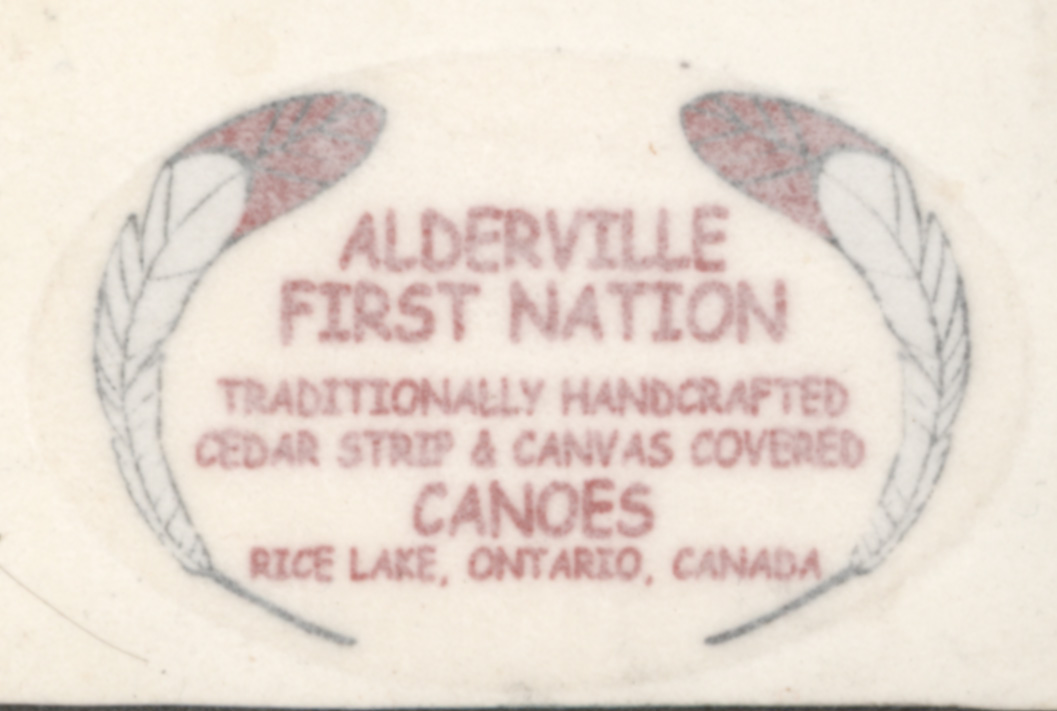 ALDERVILLE
FIRST NATION
TRADITIONALLY HANDCRAFTED
CEDAR STRIP & CANVAS COVERED
CANOES
RICE LAKE, ONTARIO, CANADA